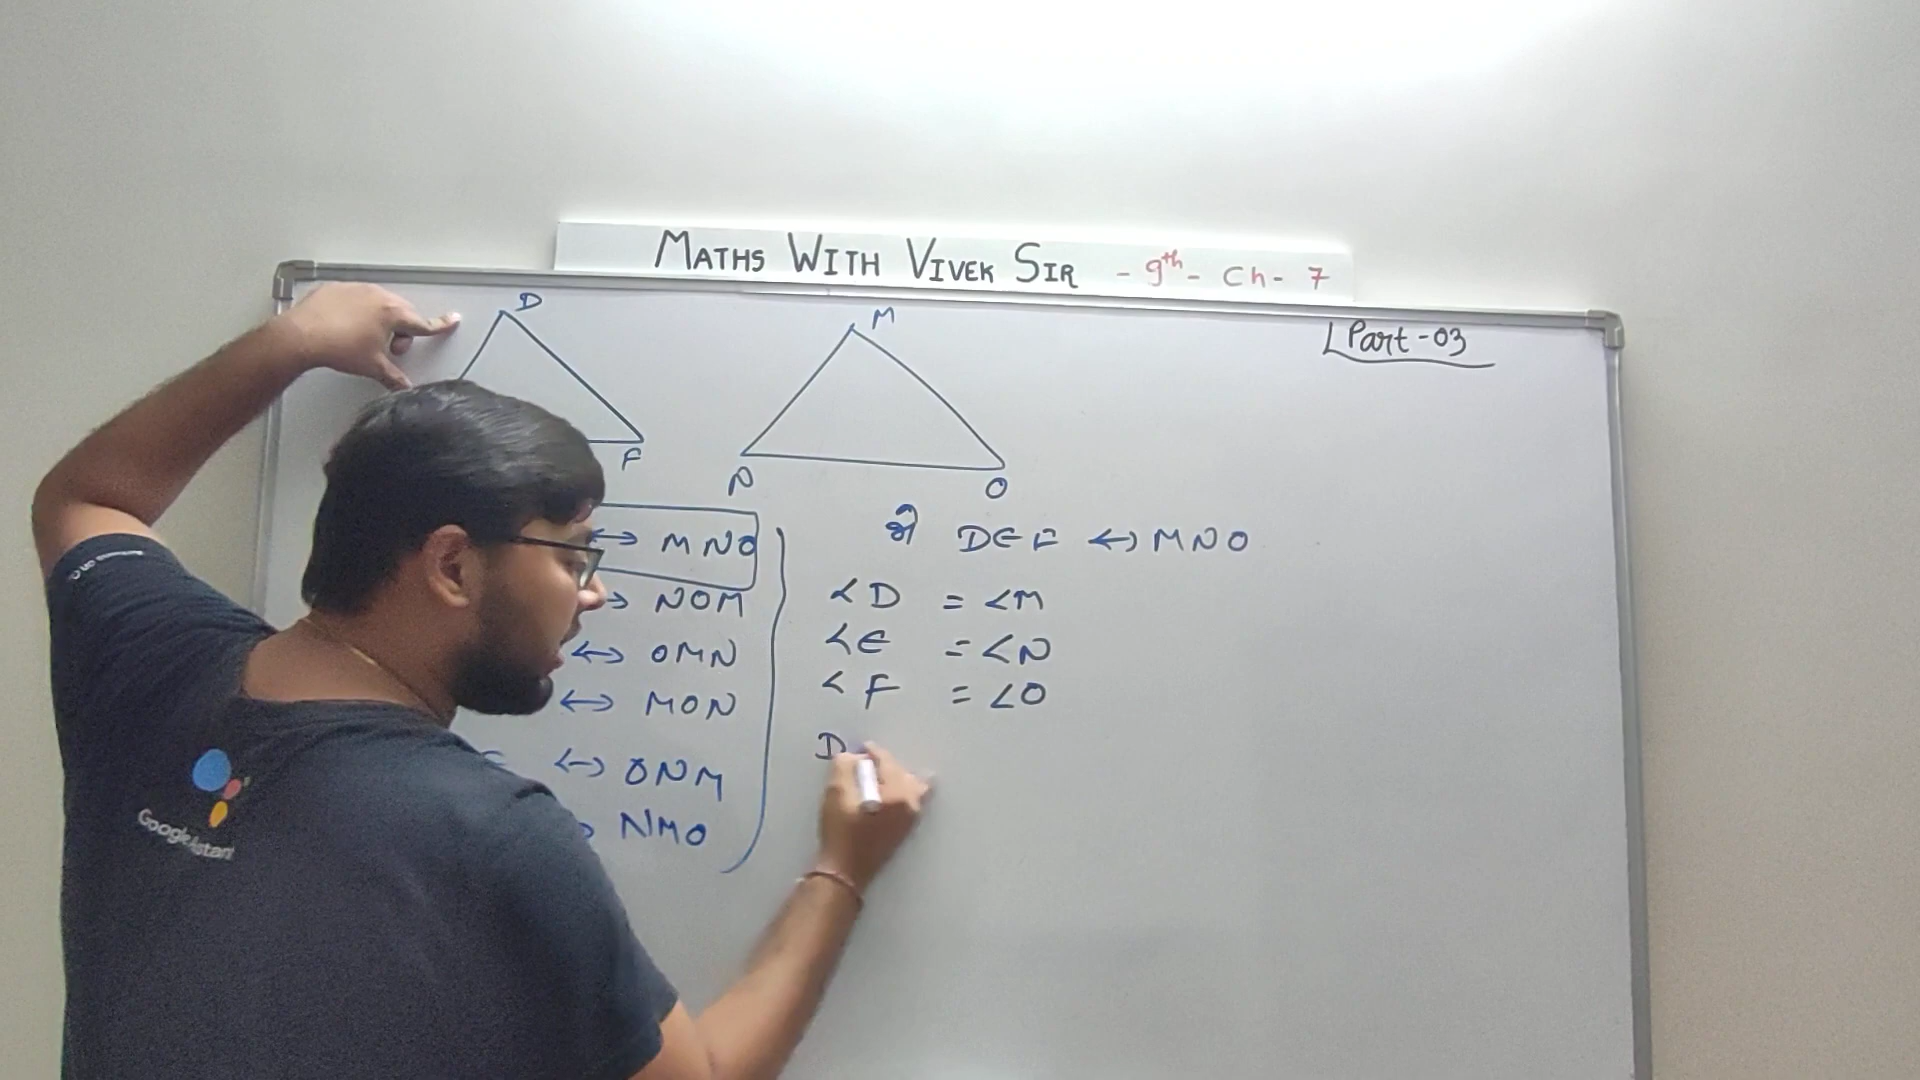 MATHS WITH VIVEK SIR - 9th - Ch - 7
Part - 03
D
M
F
N
O
↔ MNO
→ NOM
↔ OMN
↔ MON
↔ ONM
NMO
જો DEF ↔ MNO
<D = <M
<E = <N
<F = <O
D
Google Assistant